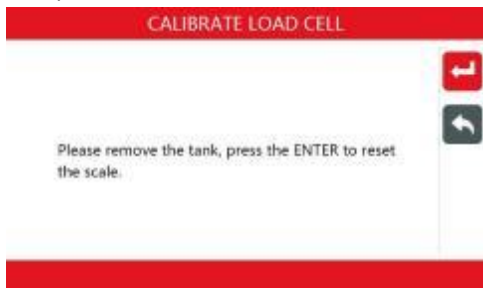 CALIBRATE LOAD CELL
Please remove the tank, press the ENTER to reset
the scale.